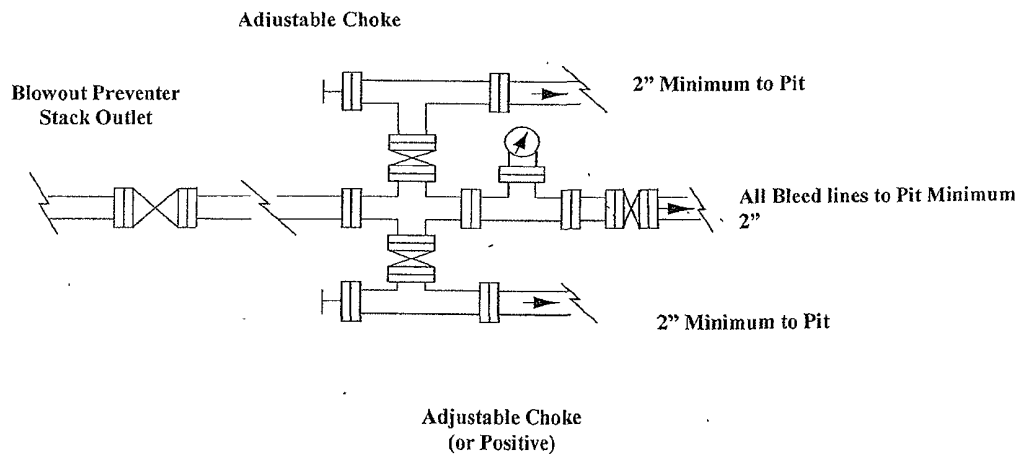 Adjustable Choke
Blowout Preventer
Stack Outlet
2” Minimum to Pit
All Bleed lines to Pit Minimum
2”
2” Minimum to Pit
Adjustable Choke
(or Positive)